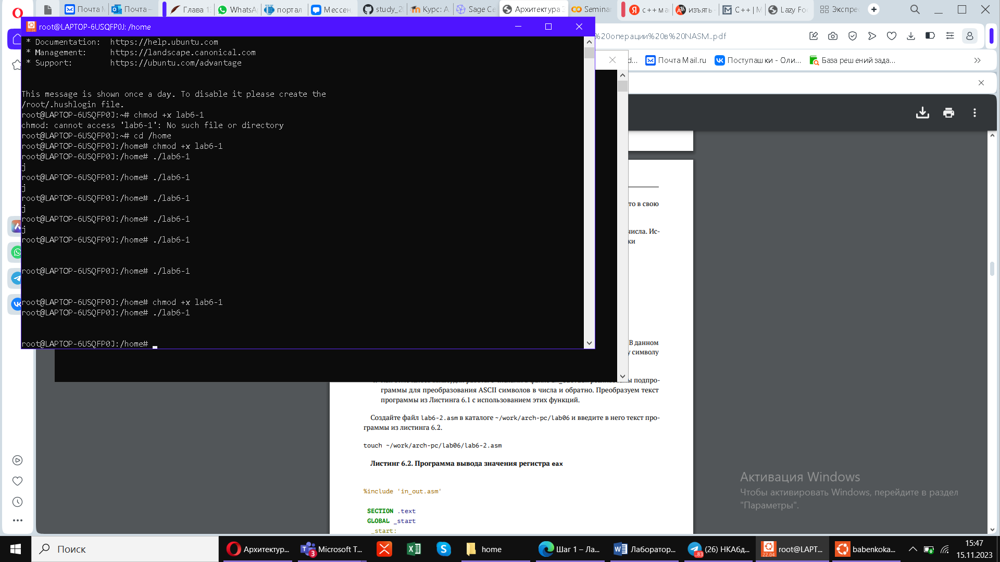 Почта М
Почта –
Глава 1
WhatsA
портал
Мессен
study_2
Курс: А
Sage Ce
Архитектура Э
Semina
с++ ма
изъять
C++ | M
Lazy Foo
Экспре
root@LAPTOP-6USQFP0J: /home
%20операции%20в%20NASM..pdf
d...
Почта Mail.ru
Поступашки - Оли...
База решений зада...
* Documentation:  https://help.ubuntu.com
* Management:     https://landscape.canonical.com
* Support:        https://ubuntu.com/advantage
This message is shown once a day. To disable it please create the
/root/.hushlogin file.
root@LAPTOP-6USQFP0J:~# chmod +x lab6-1
chmod: cannot access 'lab6-1': No such file or directory
root@LAPTOP-6USQFP0J:~# cd /home
root@LAPTOP-6USQFP0J:/home# chmod +x lab6-1
root@LAPTOP-6USQFP0J:/home# ./lab6-1
j
root@LAPTOP-6USQFP0J:/home# ./lab6-1
j
root@LAPTOP-6USQFP0J:/home# ./lab6-1
j
root@LAPTOP-6USQFP0J:/home# ./lab6-1
j
root@LAPTOP-6USQFP0J:/home# ./lab6-1
root@LAPTOP-6USQFP0J:/home# ./lab6-1
root@LAPTOP-6USQFP0J:/home# chmod +x lab6-1
root@LAPTOP-6USQFP0J:/home# ./lab6-1
root@LAPTOP-6USQFP0J:/home#
то в свою
числа. Ис-
ки
В данном
у символу
подпро-
граммы для преобразования ASCII символов в числа и обратно. Преобразуем текст
программы из Листинга 6.1 с использованием этих функций.
Создайте файл lab6-2.asm в каталоге ~/work/arch-pc/lab06 и введите в него текст про-
граммы из листинга 6.2.
touch ~/work/arch-pc/lab06/lab6-2.asm
Листинг 6.2. Программа вывода значения регистра eax
%include 'in_out.asm'
SECTION .text
GLOBAL _start
_start:
Активация Windows
Чтобы активировать Windows, перейдите в раздел
"Параметры".
Поиск
Архитектур...
Microsoft T...
3
home
Шаг 1 – Ла...
Лаборатор...
(26) НКАбд...
..83
22.04
root@LAPT...
babenkoka...
15:47
15.11.2023